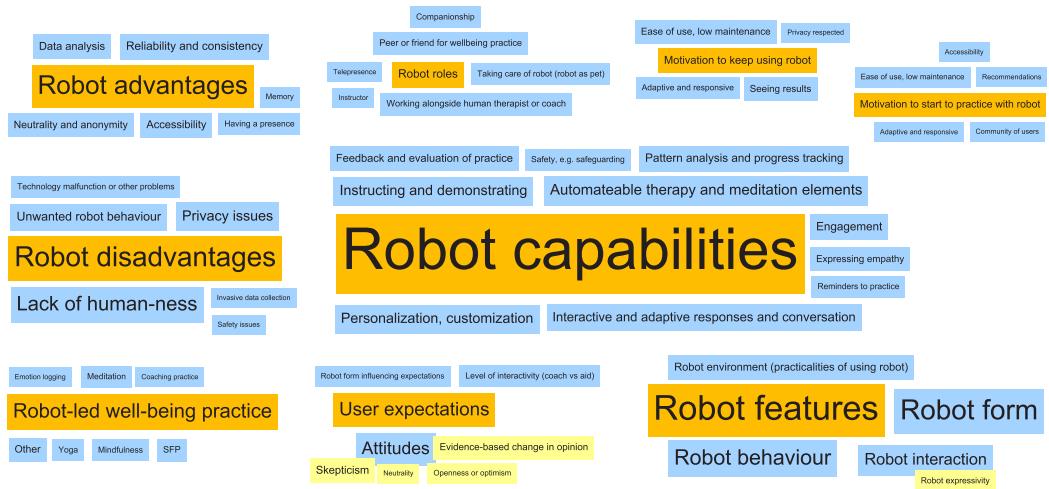 Data analysis
Reliability and consistency
Robot advantages
Memory
Neutrality and anonymity
Accessibility
Having a presence
Companionship
Peer or friend for wellbeing practice
Telepresence
Robot roles
Taking care of robot (robot as pet)
Instructor
Working alongside human therapist or coach
Ease of use, low maintenance
Privacy respected
Motivation to keep using robot
Adaptive and responsive
Seeing results
Accessibility
Ease of use, low maintenance
Recommendations
Motivation to start to practice with robot
Adaptive and responsive
Community of users
Technology malfunction or other problems
Unwanted robot behaviour
Privacy issues
Robot disadvantages
Lack of human-ness
Invasive data collection
Safety issues
Feedback and evaluation of practice
Safety, e.g. safeguarding
Pattern analysis and progress tracking
Instructing and demonstrating
Automateable therapy and meditation elements
Robot capabilities
Engagement
Expressing empathy
Reminders to practice
Personalization, customization
Interactive and adaptive responses and conversation
Emotion logging
Meditation
Coaching practice
Robot-led well-being practice
Other
Yoga
Mindfulness
SFP
Robot form influencing expectations
Level of interactivity (coach vs aid)
User expectations
Attitudes
Evidence-based change in opinion
Skepticism
Neutrality
Openness or optimism
Robot environment (practicalities of using robot)
Robot features
Robot form
Robot behaviour
Robot interaction
Robot expressivity